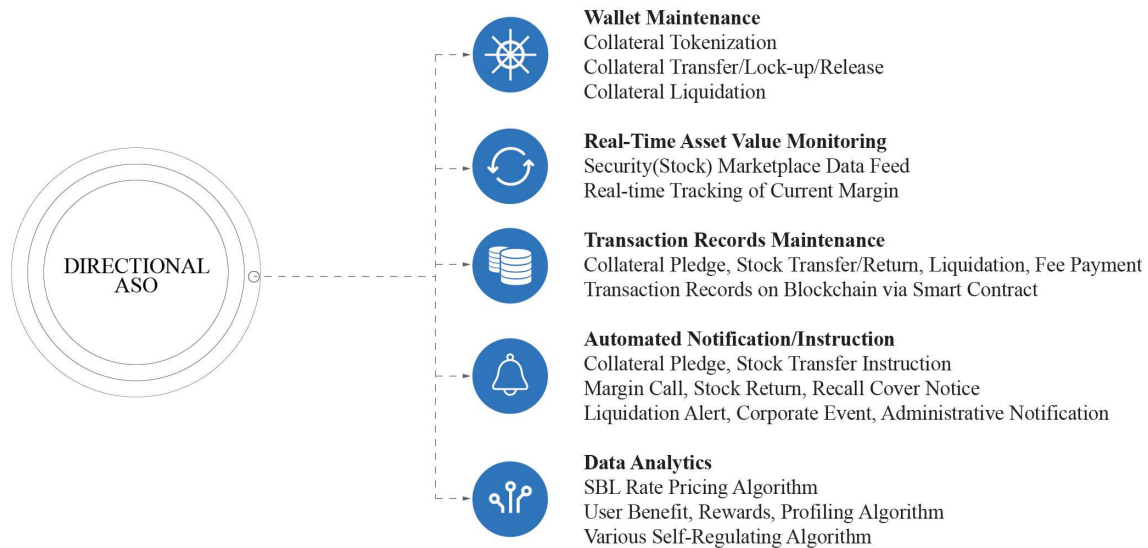 DIRECTIONAL
ASO
Wallet Maintenance
Collateral Tokenization
Collateral Transfer/Lock-up/Release
Collateral Liquidation
Real-Time Asset Value Monitoring
Security(Stock) Marketplace Data Feed
Real-time Tracking of Current Margin
Transaction Records Maintenance
Collateral Pledge, Stock Transfer/Return, Liquidation, Fee Payment
Transaction Records on Blockchain via Smart Contract
Automated Notification/Instruction
Collateral Pledge, Stock Transfer Instruction
Margin Call, Stock Return, Recall Cover Notice
Liquidation Alert, Corporate Event, Administrative Notification
Data Analytics
SBL Rate Pricing Algorithm
User Benefit, Rewards, Profiling Algorithm
Various Self-Regulating Algorithm